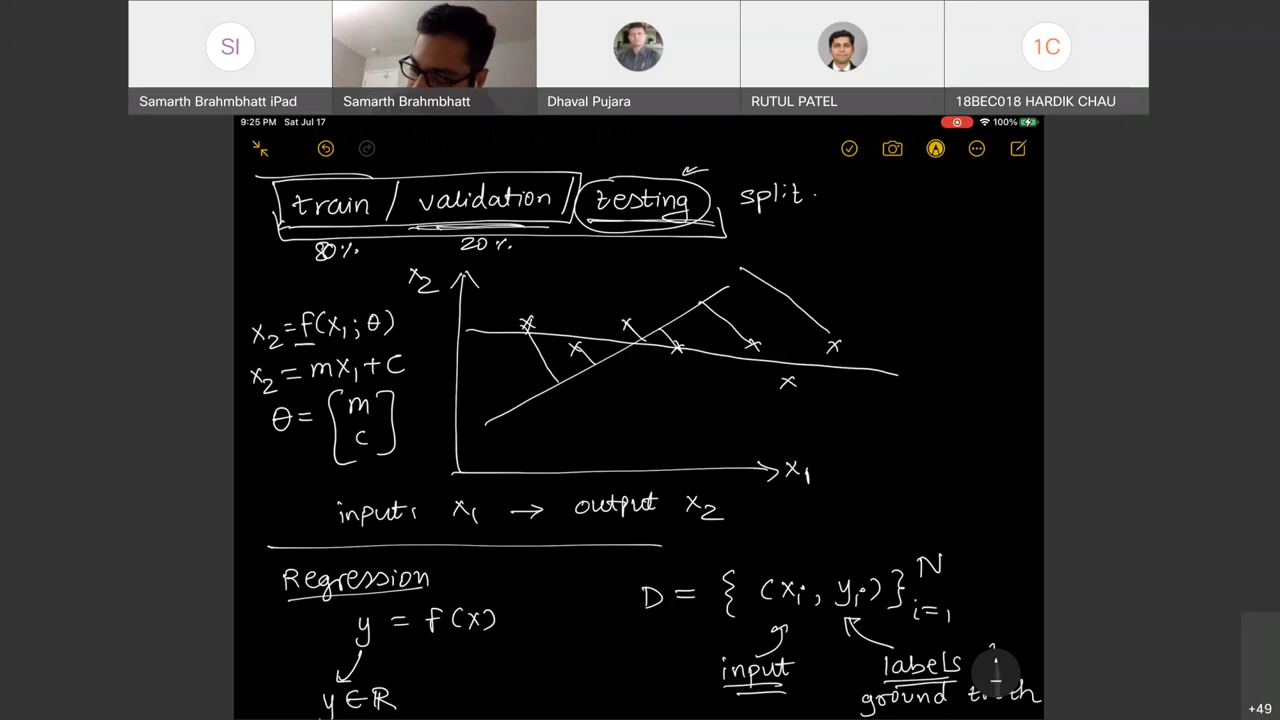 SI
1C
Samarth Brahmbhatt iPad
Samarth Brahmbhatt
Dhaval Pujara
RUTUL PATEL
18BEC018 HARDIK CHAU
9:25 PM Sat Jul 17
100%
train / validation / testing split.
80% 20%.
x2
x2 = f(x1; θ)
x2 = mx1 + C
θ = [m
c]
x1
input: x1 → output x2
Regression
D = { (xi, yi) } N i=1
y = f(x)
input
labels
y ∈ R
ground truth
+49